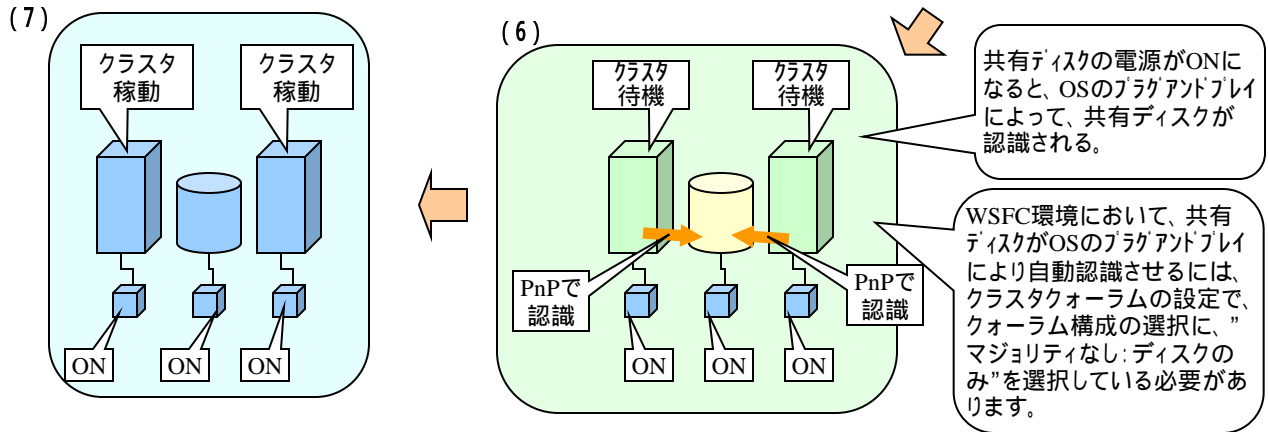 (7)
クラスタ
稼動
クラスタ
稼動
ON
ON
ON
(6)
ｸﾗｽﾀ
待機
ｸﾗｽﾀ
待機
PnPで
認識
PnPで
認識
ON
ON
ON
共有ﾃﾞｨｽｸの電源がONに
なると、OSのﾌﾟﾗｸﾞｱﾝﾄﾞﾌﾟﾚｲ
によって、共有ディスクが
認識される。
WSFC環境において、共有
ﾃﾞｨｽｸがOSのﾌﾟﾗｸﾞｱﾝﾄﾞﾌﾟﾚｲ
により自動認識させるには、
クラスタクォーラムの設定で、
クォーラム構成の選択に、”
マジョリティなし:ディスクの
み”を選択している必要があ
ります。